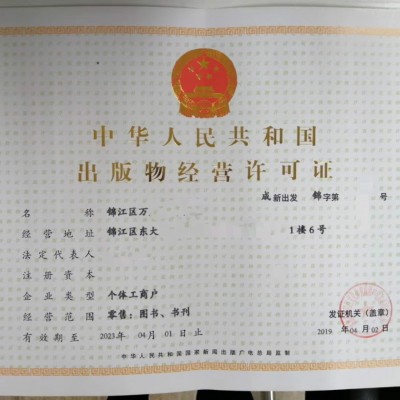 中华人民共和国
出版物经营许可证
成新出发 锦字第 号
名称 锦江区万
经营地址 锦江区东大 1楼6号
法定代表人
注册资本
企业类型 个体工商户
经营范围 零售：图书、书刊
发证机关（盖章）
有效期至 2023年04月01日止
2019年04月02日
中华人民共和国国家新闻出版广电总局监制